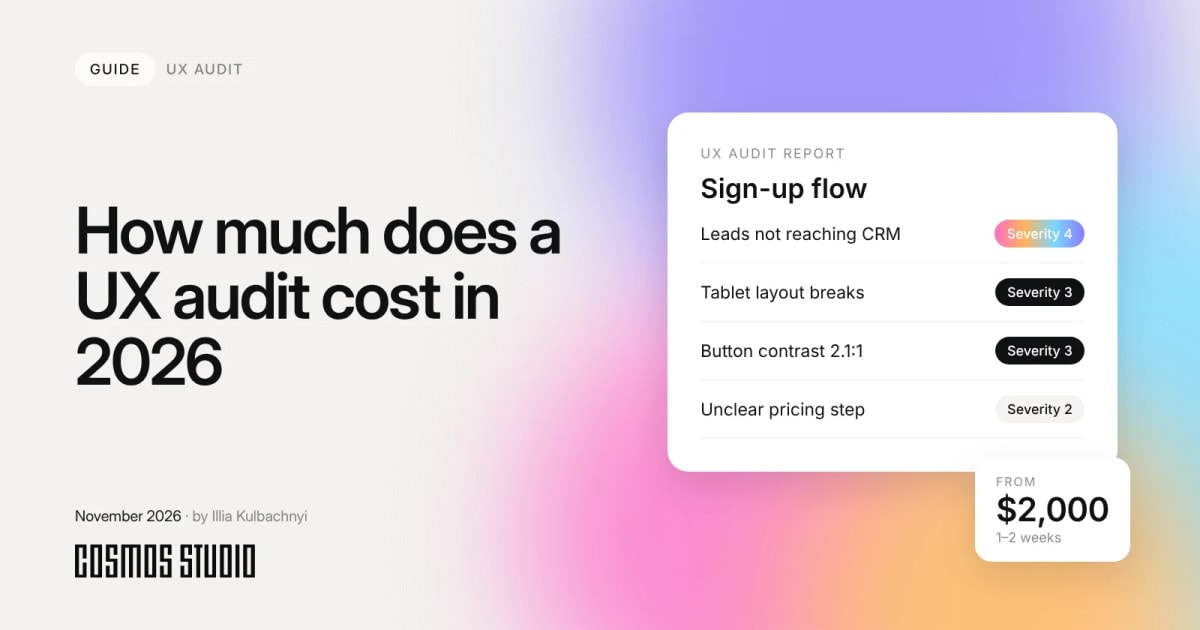 GUIDE UX AUDIT
How much does a
UX audit cost in
2026
November 2026 · by Illia Kulbachnyi
COSMOS STUDIO
UX AUDIT REPORT
Sign-up flow
Leads not reaching CRM Severity 4
Tablet layout breaks Severity 3
Button contrast 2.1:1 Severity 3
Unclear pricing step Severity 2
FROM
$2,000
1–2 weeks